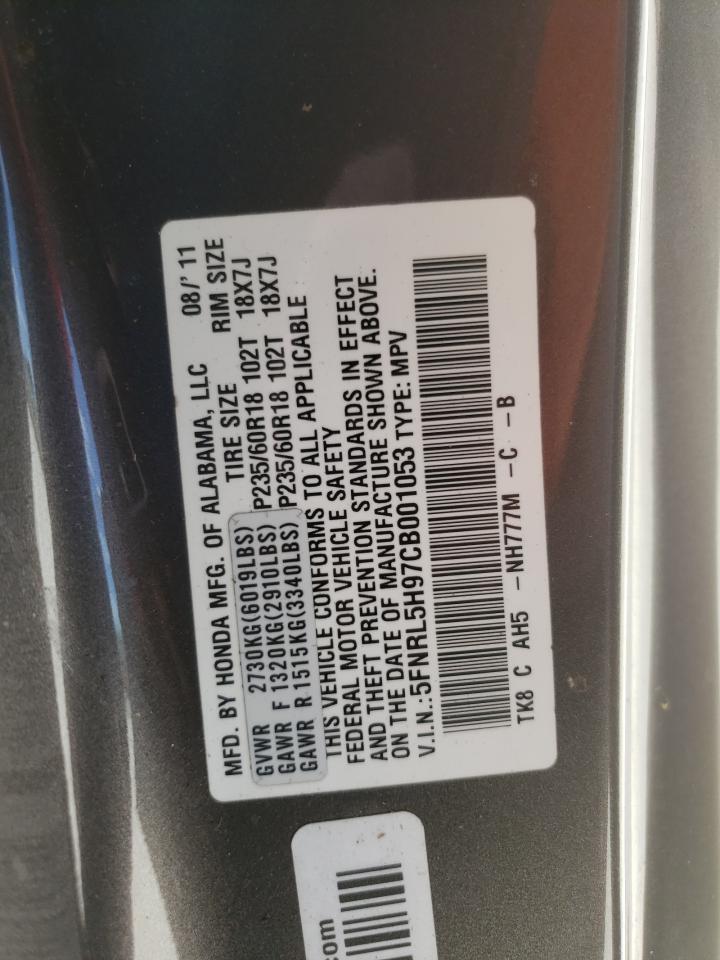 MFD. BY HONDA MFG. OF ALABAMA, LLC 08/'11
TIRE SIZE RIM SIZE
GVWR 2730KG(6019LBS)
GAWR F 1320KG(2910LBS) P235/60R18 102T 18X7J
GAWR R 1515KG(3340LBS) P235/60R18 102T 18X7J
THIS VEHICLE CONFORMS TO ALL APPLICABLE
FEDERAL MOTOR VEHICLE SAFETY
AND THEFT PREVENTION STANDARDS IN EFFECT
ON THE DATE OF MANUFACTURE SHOWN ABOVE.
V.I.N.:5FNRL5H97CB001053 TYPE: MPV
TK8 C AH5 -NH777M -C -B
.com